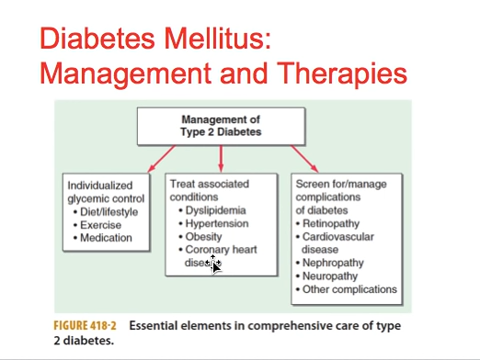 Diabetes Mellitus:
Management and Therapies
Management of
Type 2 Diabetes
Individualized
glycemic control
• Diet/lifestyle
• Exercise
• Medication
Treat associated
conditions
• Dyslipidemia
• Hypertension
• Obesity
• Coronary heart
disease
Screen for/manage
complications
of diabetes
• Retinopathy
• Cardiovascular
disease
• Nephropathy
• Neuropathy
• Other complications
FIGURE 418-2 Essential elements in comprehensive care of type
2 diabetes.